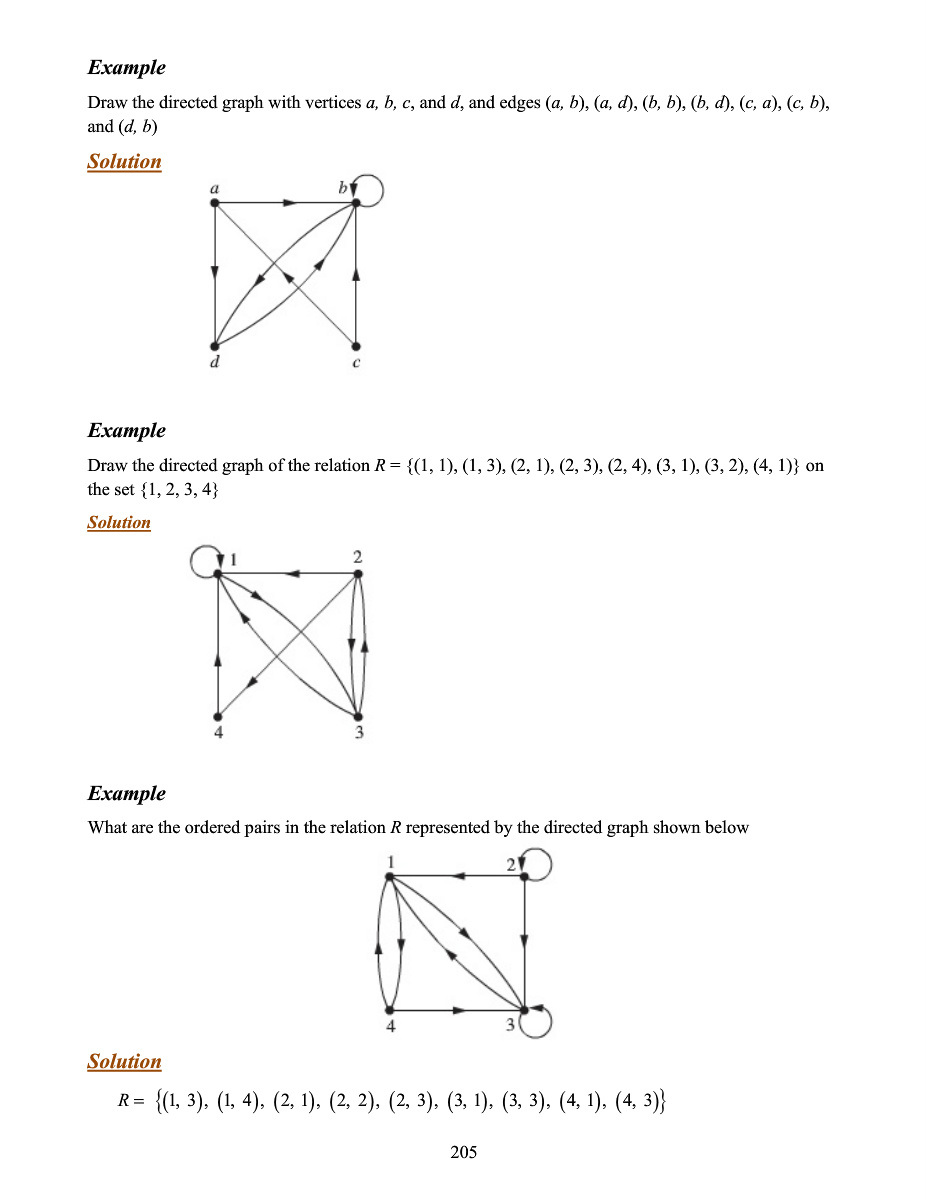 Example
Draw the directed graph with vertices a, b, c, and d, and edges (a, b), (a, d), (b, b), (b, d), (c, a), (c, b),
and (d, b)
Solution
a b
d c
Example
Draw the directed graph of the relation R = {(1, 1), (1, 3), (2, 1), (2, 3), (2, 4), (3, 1), (3, 2), (4, 1)} on
the set {1, 2, 3, 4}
Solution
1 2
4 3
Example
What are the ordered pairs in the relation R represented by the directed graph shown below
1 2
4 3
Solution
R = {(1, 3), (1, 4), (2, 1), (2, 2), (2, 3), (3, 1), (3, 3), (4, 1), (4, 3)}
205